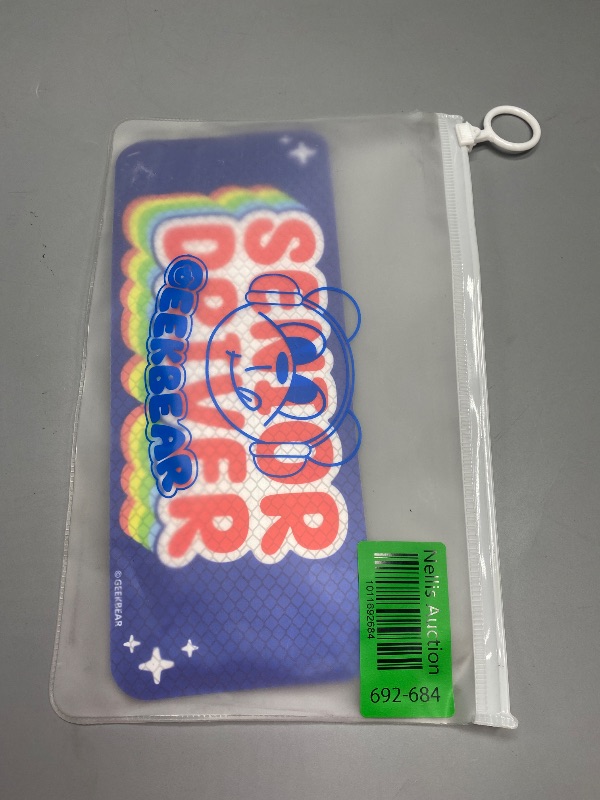 SENIOR
DRIVER
GEEKBEAR
©GEEKBEAR
Nellis Auction
1011692684
692-684